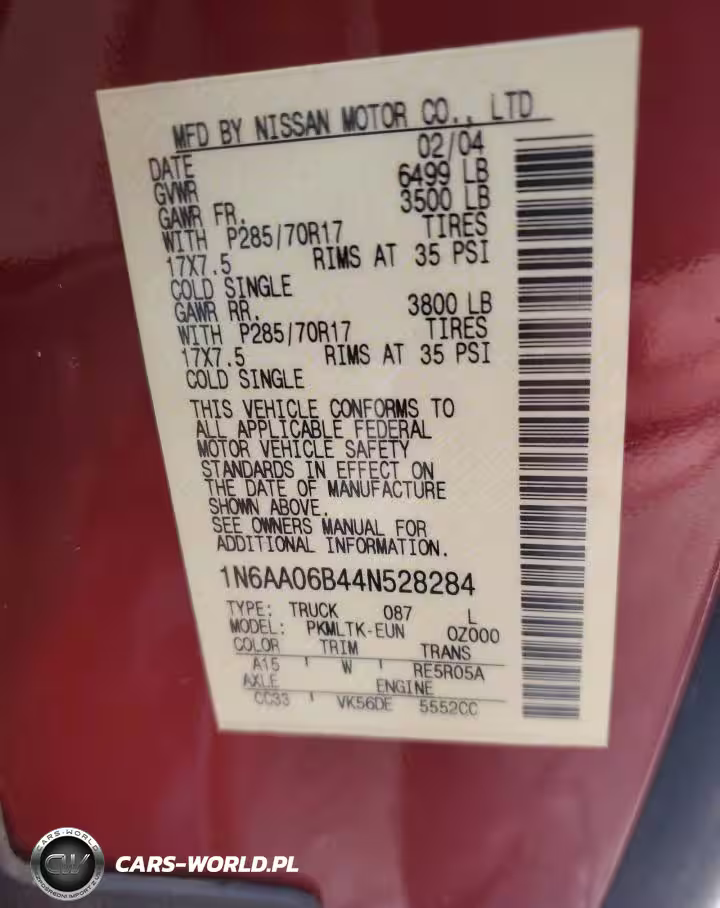 MFD BY NISSAN MOTOR CO., LTD
DATE 02/04
GVWR 6499 LB
GAWR FR. 3500 LB
WITH P285/70R17 TIRES
17X7.5 RIMS AT 35 PSI
COLD SINGLE
GAWR RR. 3800 LB
WITH P285/70R17 TIRES
17X7.5 RIMS AT 35 PSI
COLD SINGLE
THIS VEHICLE CONFORMS TO
ALL APPLICABLE FEDERAL
MOTOR VEHICLE SAFETY
STANDARDS IN EFFECT ON
THE DATE OF MANUFACTURE
SHOWN ABOVE.
SEE OWNERS MANUAL FOR
ADDITIONAL INFORMATION.
1N6AA06B44N528284
TYPE: TRUCK 087 L
MODEL: PKMLTK-EUN 0Z000
COLOR TRIM TRANS
A15 W RE5R05A
AXLE ENGINE
CC33 VK56DE 5552CC
CARS-WORLD
CW
CARS-WORLD.PL